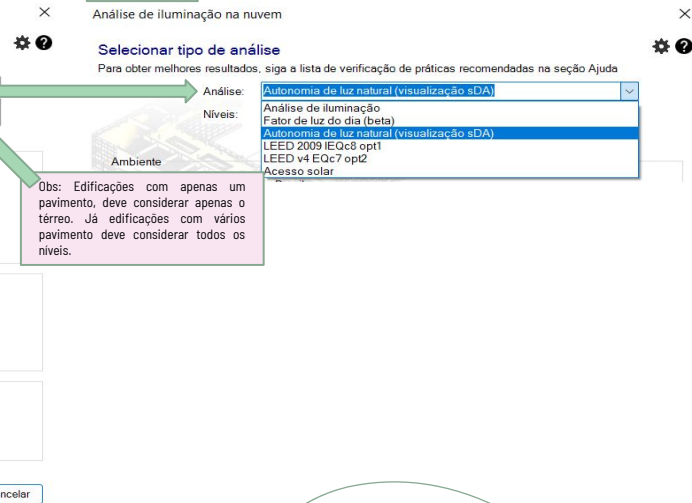 Análise de iluminação na nuvem
Selecionar tipo de análise
Para obter melhores resultados, siga a lista de verificação de práticas recomendadas na seção Ajuda
Análise:
Autonomia de luz natural (visualização sDA)
Níveis:
Análise de iluminação
Fator de luz do dia (beta)
Autonomia de luz natural (visualização sDA)
LEED 2009 IEQc8 opt1
LEED v4 EQc7 opt2
Acesso solar
Ambiente
Obs: Edificações com apenas um
pavimento, deve considerar apenas o
térreo. Já edificações com vários
pavimento deve considerar todos os
níveis.
ncelar